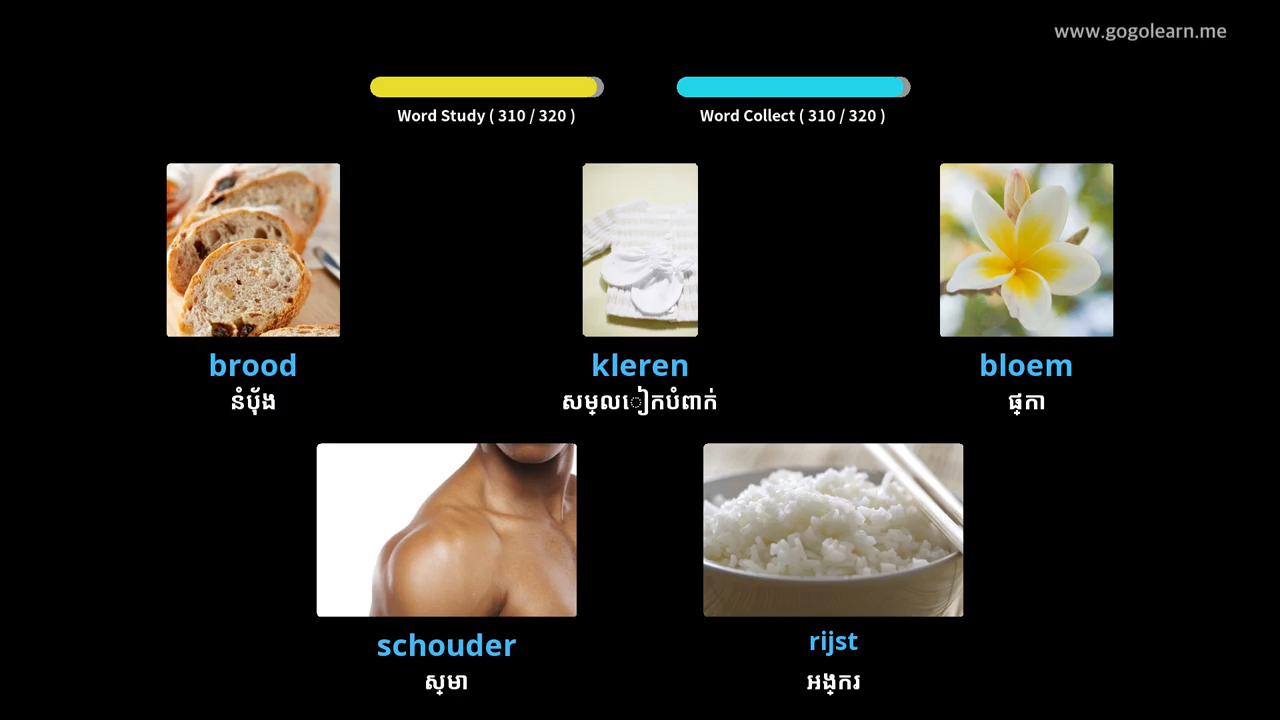 www.gogolearn.me
Word Study ( 310 / 320 )
Word Collect ( 310 / 320 )
brood
kleren
bloem
នំប៉័ង
សម្លៀកបំពាក់
ផ្កា
schouder
rijst
ស្មា
អង្ករ